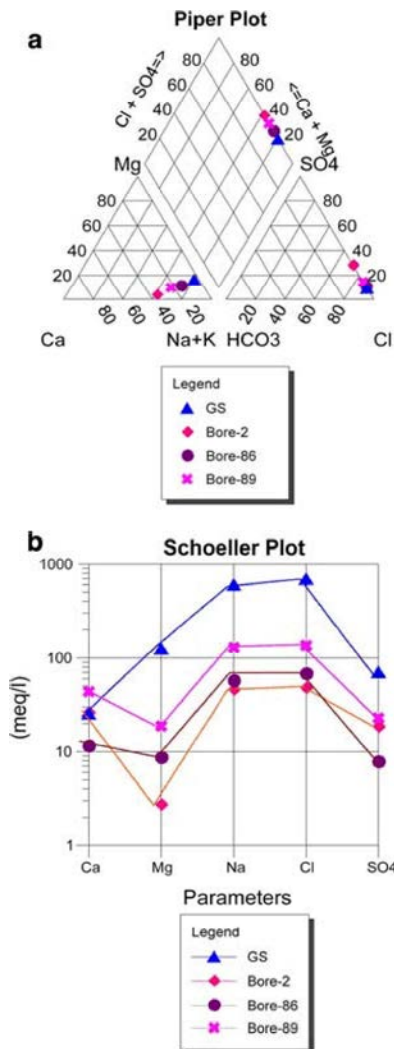 a
Piper Plot
80 80
Cl + SO4=>
<=Ca + Mg
60 60
40 40
20 20
Mg SO4
80 80
60 60
40 40
20 20
80 60 40 20
20 40 60 80
Ca Na+K HCO3 Cl
Legend
GS
Bore-2
Bore-86
Bore-89
b
Schoeller Plot
1000
100
(meq/l)
10
1
Ca Mg Na Cl SO4
Parameters
Legend
GS
Bore-2
Bore-86
Bore-89